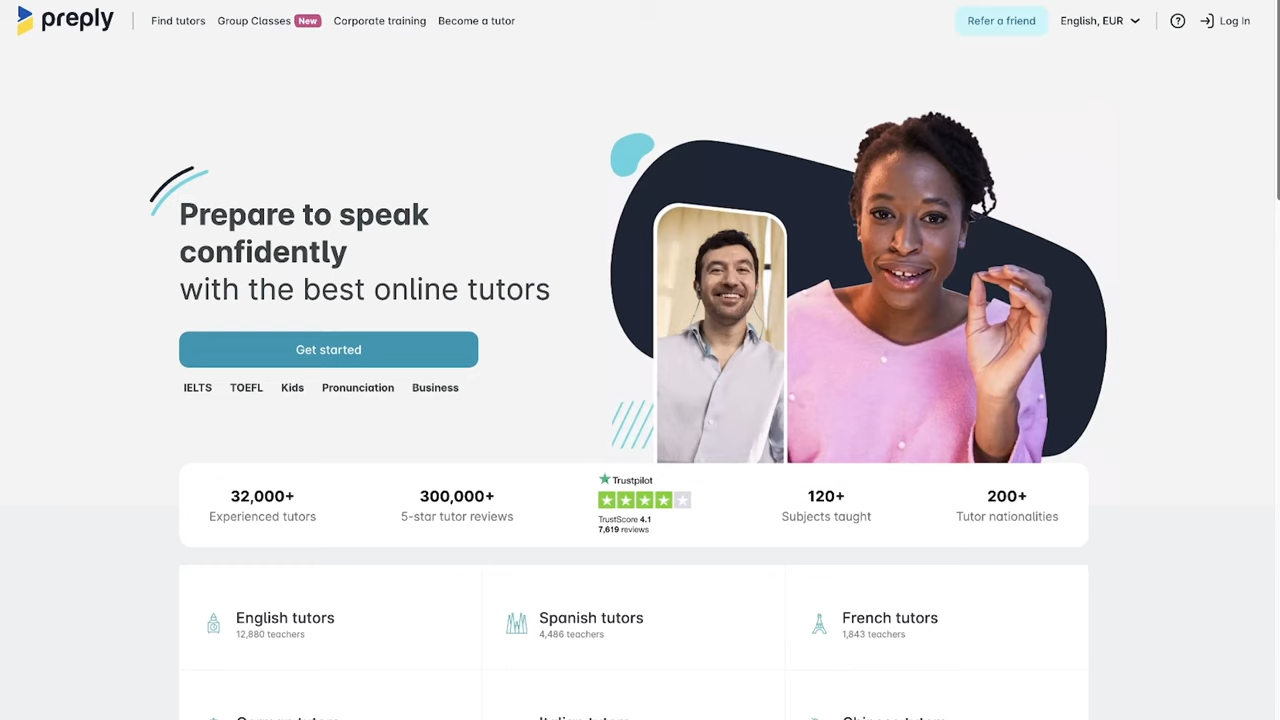 preply
Find tutors
Group Classes New
Corporate training
Become a tutor
Refer a friend
English, EUR
Log In
Prepare to speak
confidently
with the best online tutors
Get started
IELTS
TOEFL
Kids
Pronunciation
Business
32,000+
Experienced tutors
300,000+
5-star tutor reviews
Trustpilot
TrustScore 4.1
7,619 reviews
120+
Subjects taught
200+
Tutor nationalities
English tutors
12,880 teachers
Spanish tutors
4,486 teachers
French tutors
1,843 teachers